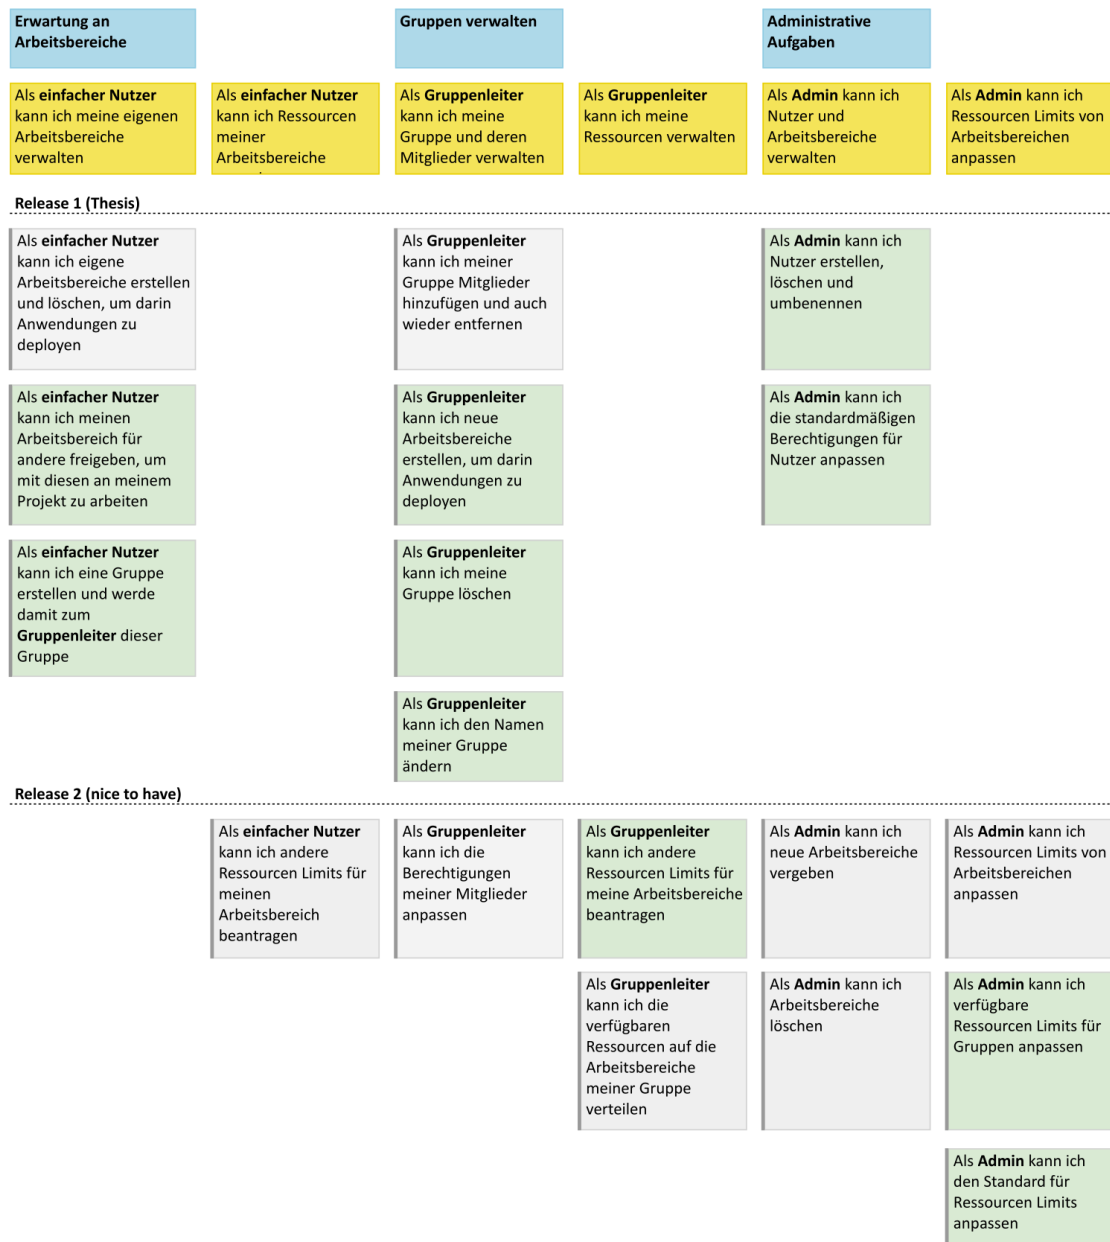 Erwartung an
Arbeitsbereiche
Gruppen verwalten
Administrative
Aufgaben
Als einfacher Nutzer
kann ich meine eigenen
Arbeitsbereiche
verwalten
Als einfacher Nutzer
kann ich Ressourcen
meiner
Arbeitsbereiche
Als Gruppenleiter
kann ich meine
Gruppe und deren
Mitglieder verwalten
Als Gruppenleiter
kann ich meine
Ressourcen verwalten
Als Admin kann ich
Nutzer und
Arbeitsbereiche
verwalten
Als Admin kann ich
Ressourcen Limits von
Arbeitsbereichen
anpassen
Release 1 (Thesis)
Als einfacher Nutzer
kann ich eigene
Arbeitsbereiche erstellen
und löschen, um darin
Anwendungen zu
deployen
Als Gruppenleiter
kann ich meiner
Gruppe Mitglieder
hinzufügen und auch
wieder entfernen
Als Admin kann ich
Nutzer erstellen,
löschen und
umbenennen
Als einfacher Nutzer
kann ich meinen
Arbeitsbereich für
andere freigeben, um
mit diesen an meinem
Projekt zu arbeiten
Als Gruppenleiter
kann ich neue
Arbeitsbereiche
erstellen, um darin
Anwendungen zu
deployen
Als Admin kann ich
die standardmäßigen
Berechtigungen für
Nutzer anpassen
Als einfacher Nutzer
kann ich eine Gruppe
erstellen und werde
damit zum
Gruppenleiter dieser
Gruppe
Als Gruppenleiter
kann ich meine
Gruppe löschen
Als Gruppenleiter
kann ich den Namen
meiner Gruppe
ändern
Release 2 (nice to have)
Als einfacher Nutzer
kann ich andere
Ressourcen Limits für
meinen
Arbeitsbereich
beantragen
Als Gruppenleiter
kann ich die
Berechtigungen
meiner Mitglieder
anpassen
Als Gruppenleiter
kann ich andere
Ressourcen Limits für
meine Arbeitsbereiche
beantragen
Als Admin kann ich
neue Arbeitsbereiche
vergeben
Als Admin kann ich
Ressourcen Limits von
Arbeitsbereichen
anpassen
Als Gruppenleiter
kann ich die
verfügbaren
Ressourcen auf die
Arbeitsbereiche
meiner Gruppe
verteilen
Als Admin kann ich
Arbeitsbereiche
löschen
Als Admin kann ich
verfügbare
Ressourcen Limits für
Gruppen anpassen
Als Admin kann ich
den Standard für
Ressourcen Limits
anpassen